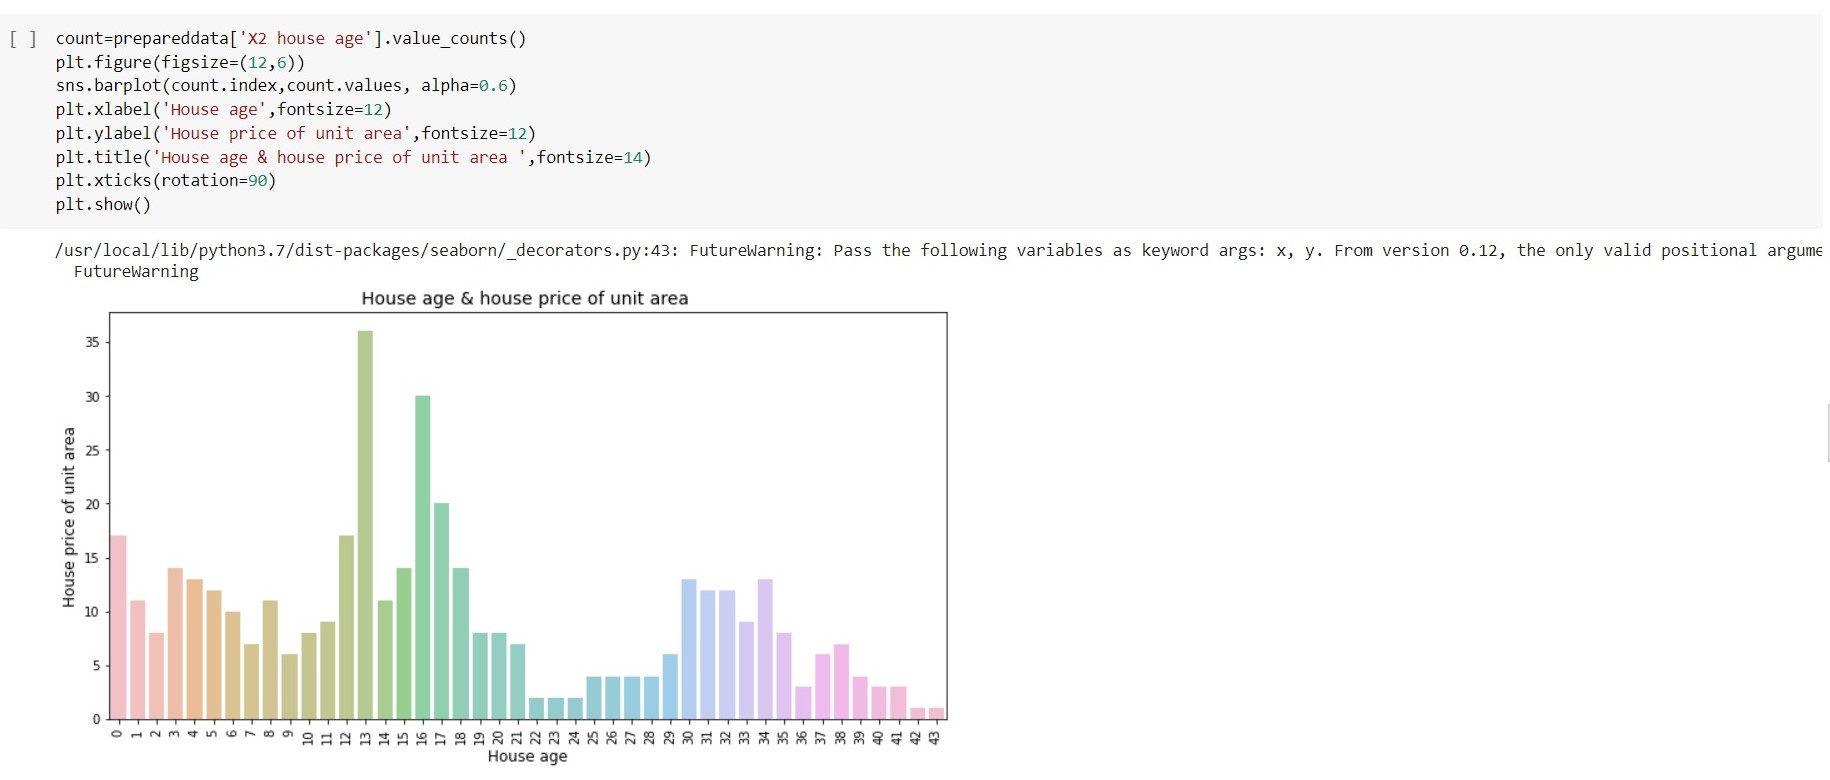 [ ] count=prepareddata['X2 house age'].value_counts()
plt.figure(figsize=(12,6))
sns.barplot(count.index,count.values, alpha=0.6)
plt.xlabel('House age',fontsize=12)
plt.ylabel('House price of unit area',fontsize=12)
plt.title('House age & house price of unit area ',fontsize=14)
plt.xticks(rotation=90)
plt.show()
/usr/local/lib/python3.7/dist-packages/seaborn/_decorators.py:43: FutureWarning: Pass the following variables as keyword args: x, y. From version 0.12, the only valid positional argume
FutureWarning
House age & house price of unit area
House price of unit area
35
30
25
20
15
10
5
0
0 1 2 3 4 5 6 7 8 9 10 11 12 13 14 15 16 17 18 19 20 21 22 23 24 25 26 27 28 29 30 31 32 33 34 35 36 37 38 39 40 41 42 43
House age